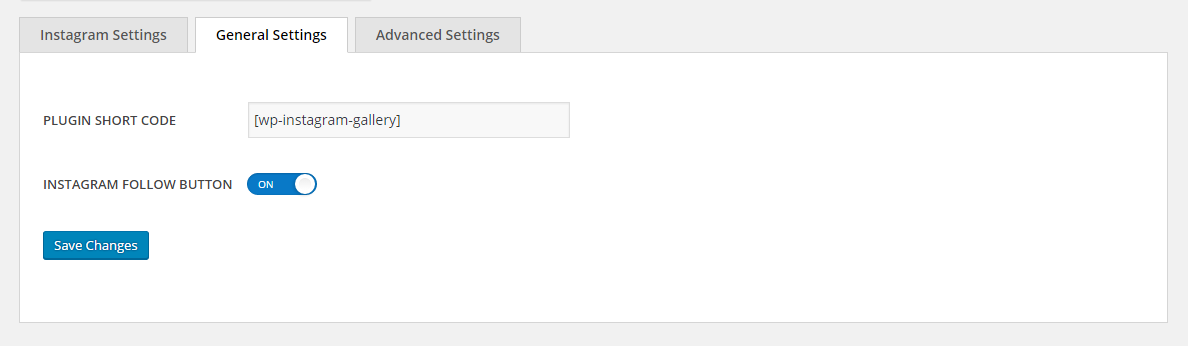 Instagram Settings General Settings Advanced Settings
PLUGIN SHORT CODE [wp-instagram-gallery]
INSTAGRAM FOLLOW BUTTON ON
Save Changes